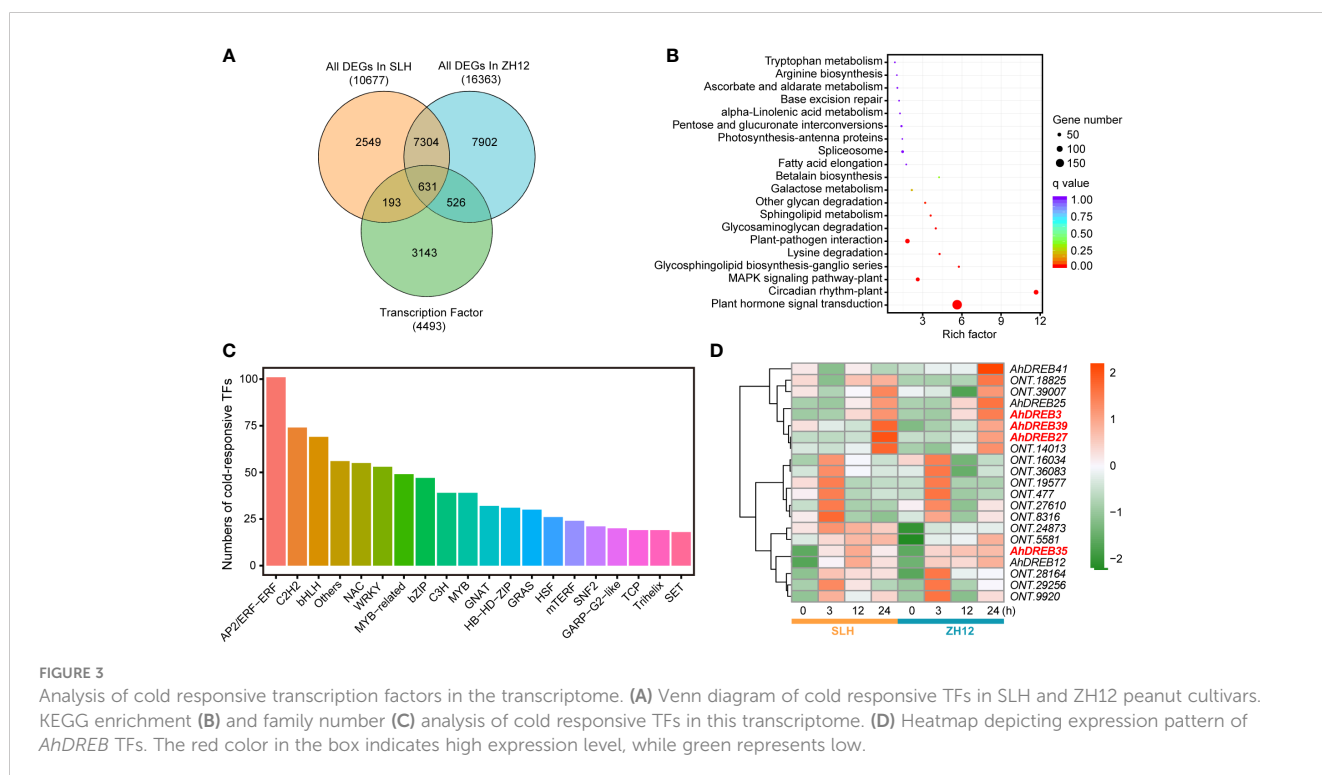 A
All DEGs In SLH
(10677)
All DEGs In ZH12
(16363)
2549
7304
7902
631
193
526
3143
Transcription Factor
(4493)
B
Tryptophan metabolism
Arginine biosynthesis
Ascorbate and aldarate metabolism
Base excision repair
alpha-Linolenic acid metabolism
Pentose and glucuronate interconversions
Photosynthesis-antenna proteins
Spliceosome
Fatty acid elongation
Betalain biosynthesis
Galactose metabolism
Other glycan degradation
Sphingolipid metabolism
Glycosaminoglycan degradation
Plant-pathogen interaction
Lysine degradation
Glycosphingolipid biosynthesis-ganglio series
MAPK signaling pathway-plant
Circadian rhythm-plant
Plant hormone signal transduction
3 6 9 12
Rich factor
Gene number
50
100
150
q value
1.00
0.75
0.50
0.25
0.00
C
Numbers of cold-responsive TFs
100
75
50
25
0
AP2/ERF-ERF
C2H2
bHLH
Others
NAC
WRKY
MYB-related
bZIP
C3H
MYB
GNAT
HB-HD-ZIP
GRAS
HSF
mTERF
SNF2
GARP-G2-like
TCP
Trihelix
SET
D
AhDREB41
ONT.18825
ONT.39007
AhDREB25
AhDREB3
AhDREB39
AhDREB27
ONT.14013
ONT.16034
ONT.36083
ONT.19577
ONT.477
ONT.27610
ONT.8316
ONT.24873
ONT.5581
AhDREB35
AhDREB12
ONT.28164
ONT.29256
ONT.9920
0 3 12 24 0 3 12 24 (h)
SLH ZH12
2
1
0
−1
−2
FIGURE 3
Analysis of cold responsive transcription factors in the transcriptome. (A) Venn diagram of cold responsive TFs in SLH and ZH12 peanut cultivars.
KEGG enrichment (B) and family number (C) analysis of cold responsive TFs in this transcriptome. (D) Heatmap depicting expression pattern of
AhDREB TFs. The red color in the box indicates high expression level, while green represents low.